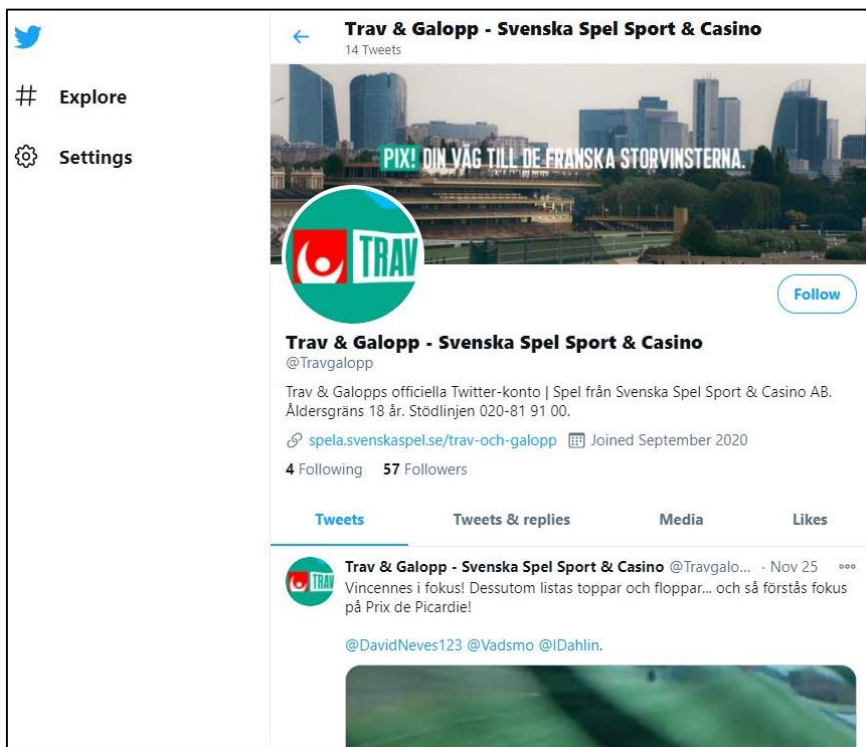 Trav & Galopp - Svenska Spel Sport & Casino
14 Tweets
Explore
Settings
PIX! DIN VÄG TILL DE FRANSKA STORVINSTERNA.
TRAV
Follow
Trav & Galopp - Svenska Spel Sport & Casino
@Travgalopp
Trav & Galopps officiella Twitter-konto | Spel från Svenska Spel Sport & Casino AB.
Åldersgräns 18 år. Stödlinjen 020-81 91 00.
spela.svenskaspel.se/trav-och-galopp Joined September 2020
4 Following 57 Followers
Tweets Tweets & replies Media Likes
Trav & Galopp - Svenska Spel Sport & Casino @Travgalo... · Nov 25
TRAV
Vincennes i fokus! Dessutom listas toppar och floppar... och så förstås fokus
på Prix de Picardie!
@DavidNeves123 @Vadsmo @IDahlin.